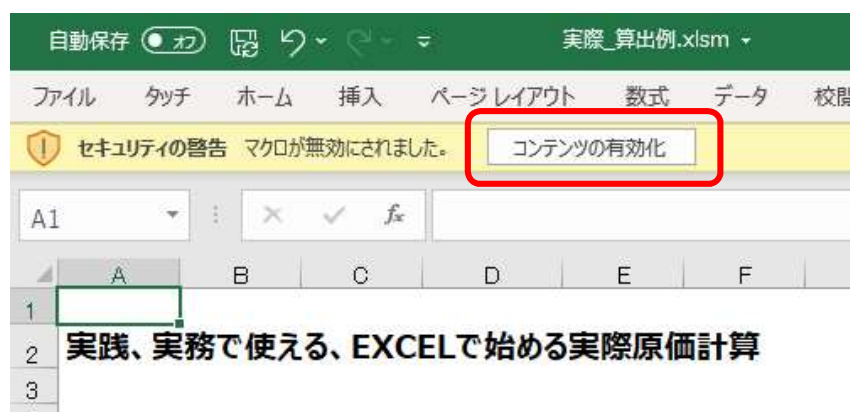 自動保存 オフ 実際_算出例.xlsm
ファイル タッチ ホーム 挿入 ページ レイアウト 数式 データ 校閲
セキュリティの警告 マクロが無効にされました。 コンテンツの有効化
A1 fx
A B C D E F
1
2 実践、実務で使える、EXCELで始める実際原価計算
3